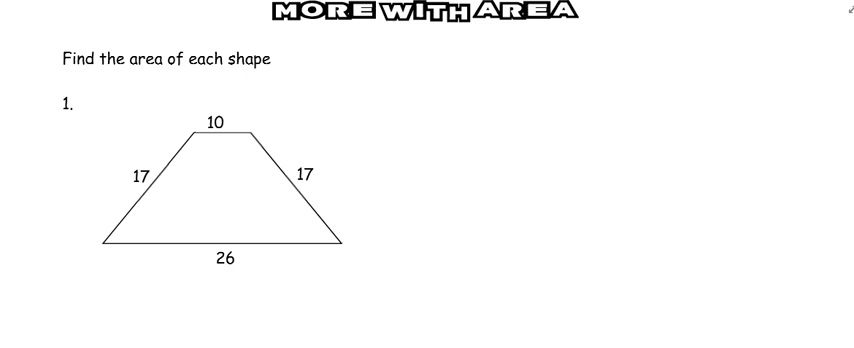 MORE WITH AREA
Find the area of each shape
1.
10
17
17
26